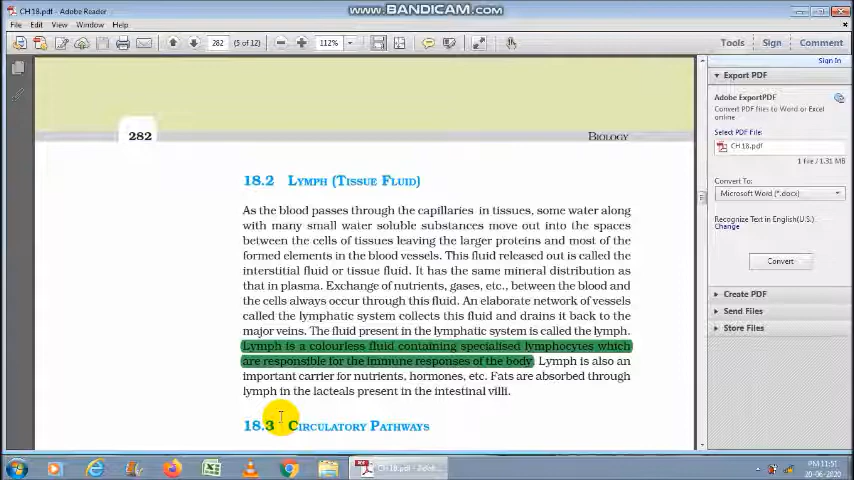 CH 18.pdf - Adobe Reader
WWW.BANDICAM.COM
File Edit View Window Help
282 (5 of 12) 112% Tools Sign Comment
Sign In
Export PDF
Adobe ExportPDF
Convert PDF files to Word or Excel
online.
Select PDF File:
CH 18.pdf
1 file / 1.31 MB
Convert To:
Microsoft Word (*.docx)
Recognize Text in English(U.S.)
Change
Convert
Create PDF
Send Files
Store Files
282 BIOLOGY
18.2 LYMPH (TISSUE FLUID)
As the blood passes through the capillaries in tissues, some water along
with many small water soluble substances move out into the spaces
between the cells of tissues leaving the larger proteins and most of the
formed elements in the blood vessels. This fluid released out is called the
interstitial fluid or tissue fluid. It has the same mineral distribution as
that in plasma. Exchange of nutrients, gases, etc., between the blood and
the cells always occur through this fluid. An elaborate network of vessels
called the lymphatic system collects this fluid and drains it back to the
major veins. The fluid present in the lymphatic system is called the lymph.
Lymph is a colourless fluid containing specialised lymphocytes which
are responsible for the immune responses of the body. Lymph is also an
important carrier for nutrients, hormones, etc. Fats are absorbed through
lymph in the lacteals present in the intestinal villi.
18.3 CIRCULATORY PATHWAYS
CH 18.pdf - Adob...
PM 11:51
20-06-2020